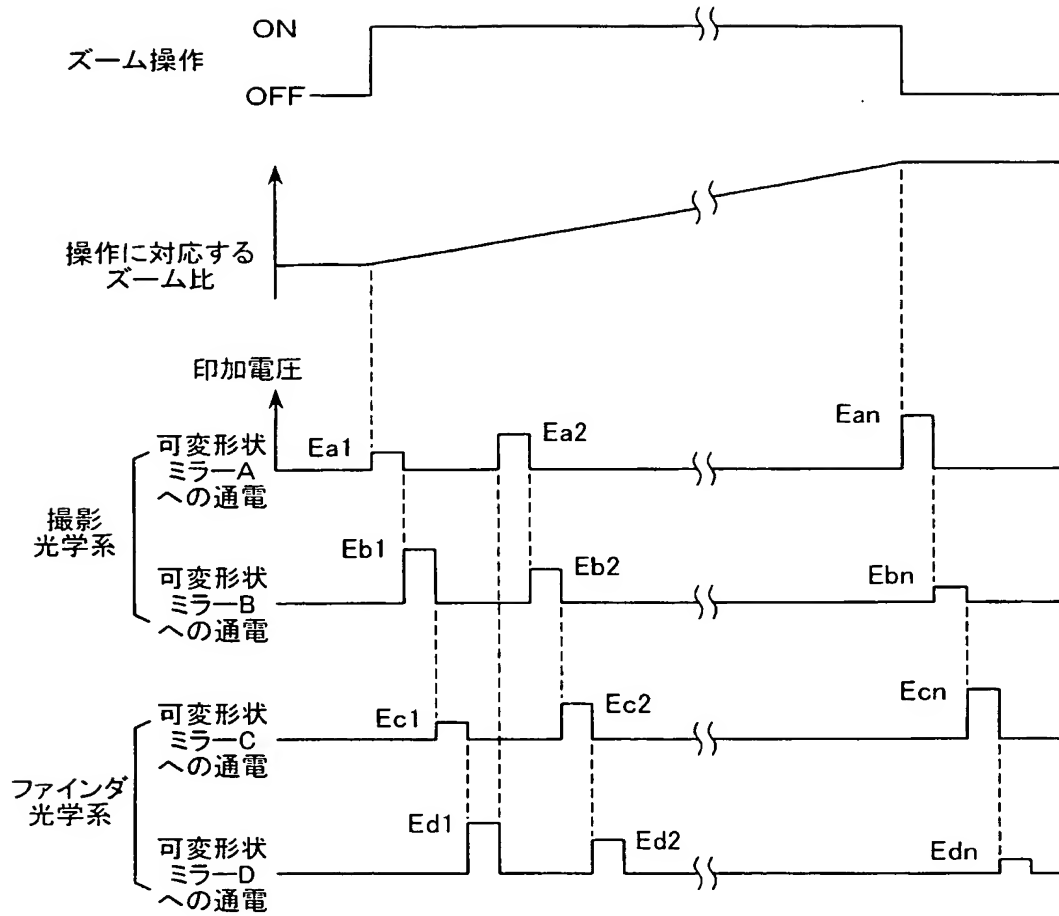 ズーム操作
ON
OFF
操作に対応する
ズーム比
印加電圧
撮影
光学系
可変形状
ミラーA
への通電
Ea1
Ea2
Ean
可変形状
ミラーB
への通電
Eb1
Eb2
Ebn
ファインダ
光学系
可変形状
ミラーC
への通電
Ec1
Ec2
Ecn
可変形状
ミラーD
への通電
Ed1
Ed2
Edn